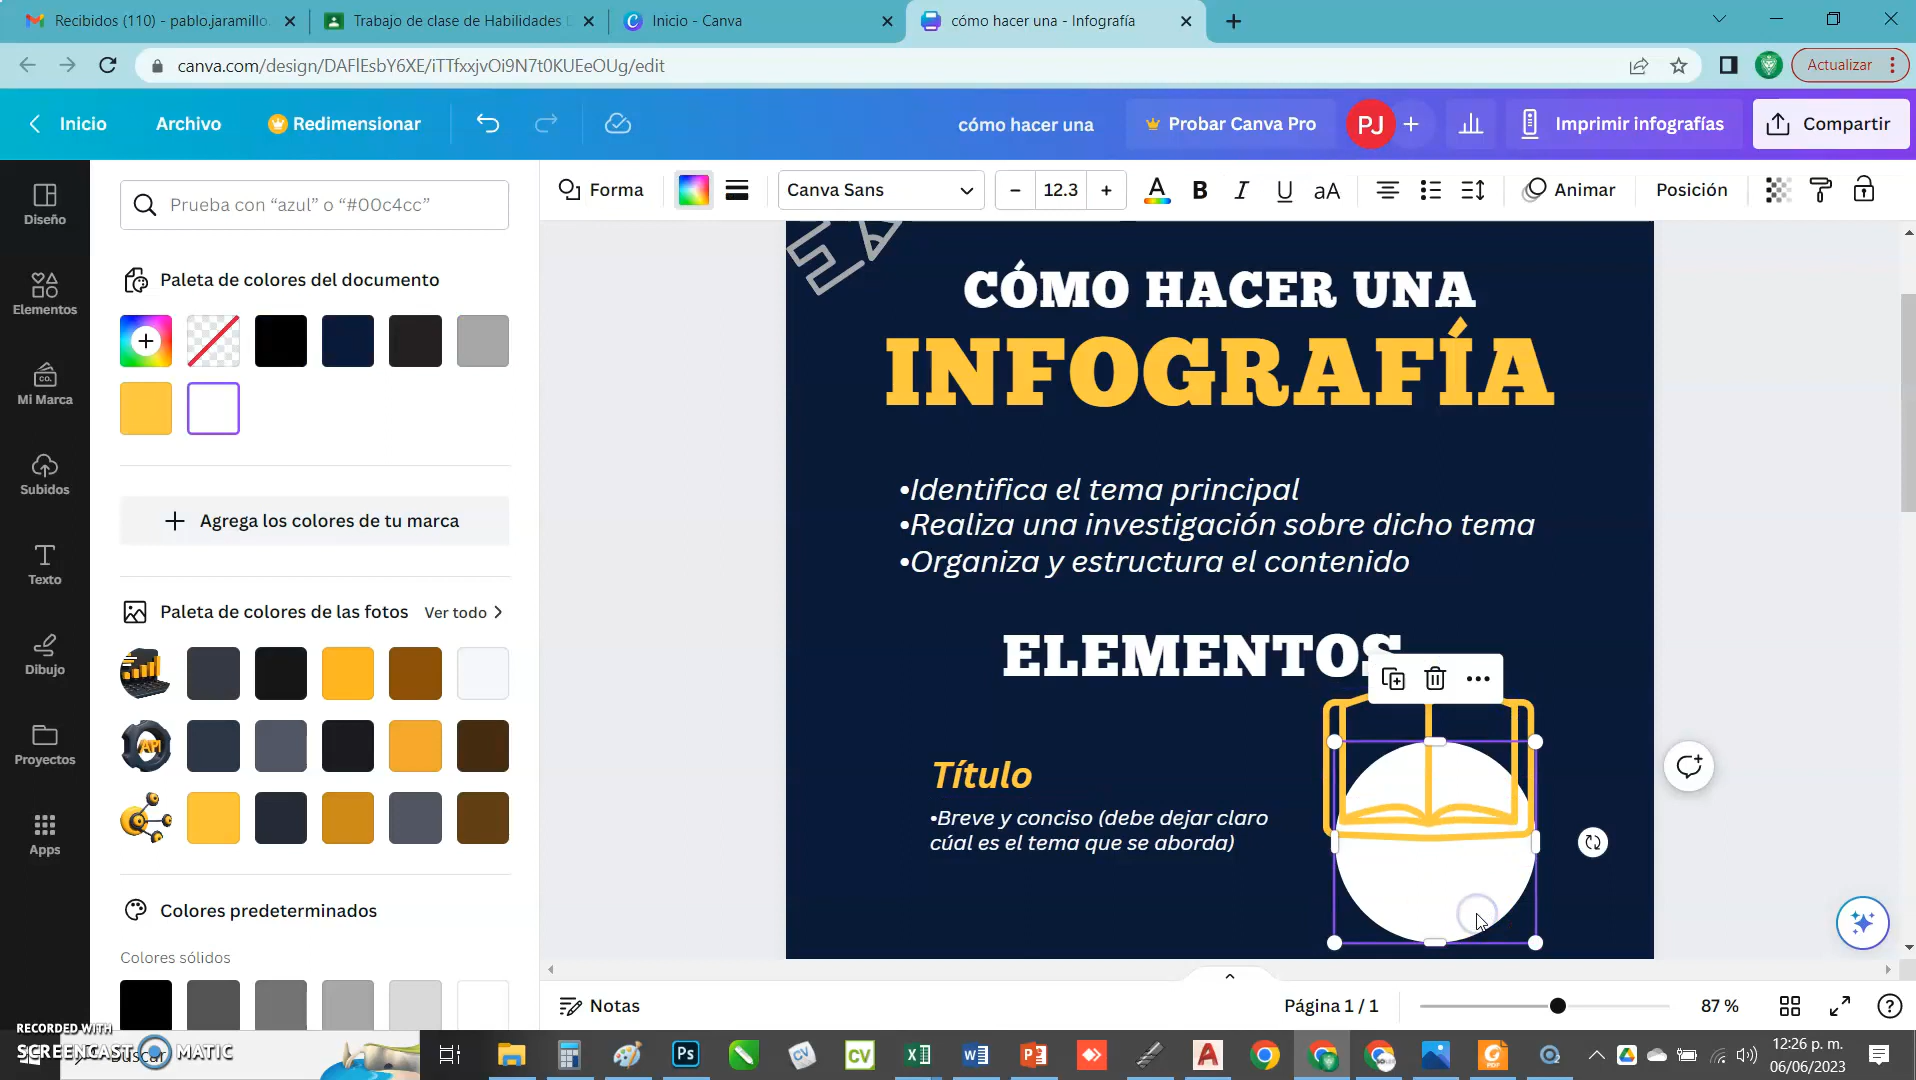 Recibidos (110) - pablo.jaramillo.
Trabajo de clase de Habilidades
Inicio - Canva
cómo hacer una - Infografía
canva.com/design/DAFlEsbY6XE/iTTfxxjvOi9N7t0KUEeOUg/edit
Actualizar
Inicio
Archivo
Redimensionar
cómo hacer una
Probar Canva Pro
PJ
Imprimir infografías
Compartir
Diseño
Elementos
Mi Marca
Subidos
Texto
Dibujo
Proyectos
Apps
Prueba con “azul” o “#00c4cc”
Paleta de colores del documento
Agrega los colores de tu marca
Paleta de colores de las fotos
Ver todo
API
Colores predeterminados
Colores sólidos
Forma
Canva Sans
12.3
A
B
I
U
aA
Animar
Posición
CÓMO HACER UNA
INFOGRAFÍA
•Identifica el tema principal
•Realiza una investigación sobre dicho tema
•Organiza y estructura el contenido
ELEMENTOS
Título
•Breve y conciso (debe dejar claro
cúal es el tema que se aborda)
Notas
Página 1 / 1
87 %
RECORDED WITH
SCREENCAST MATIC
Buscar
12:26 p. m.
06/06/2023